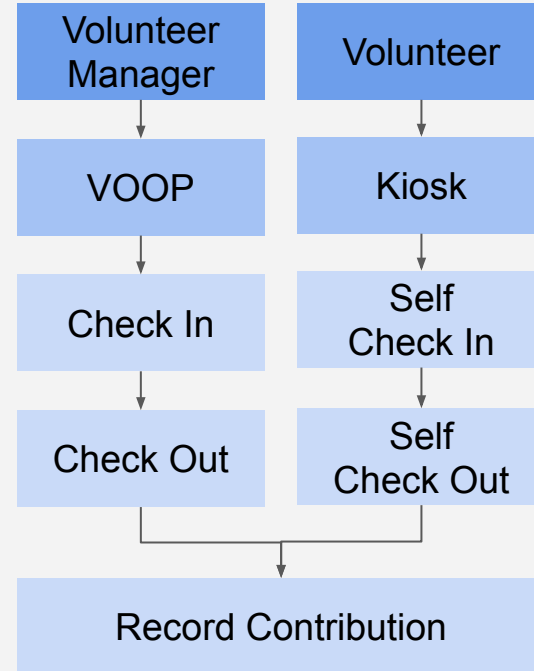 Volunteer
Manager
Volunteer
VOOP
Kiosk
Check In
Self
Check In
Check Out
Self
Check Out
Record Contribution